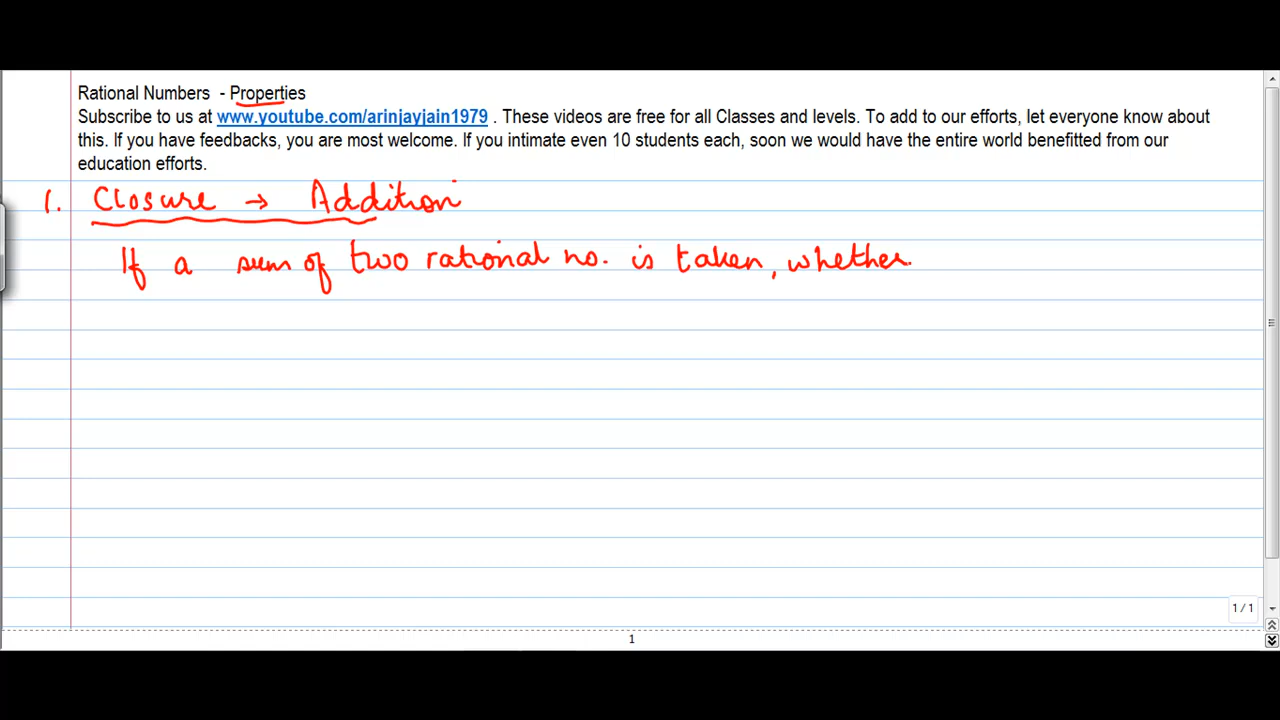 Rational Numbers - Properties
Subscribe to us at www.youtube.com/arinjayjain1979 . These videos are free for all Classes and levels. To add to our efforts, let everyone know about
this. If you have feedbacks, you are most welcome. If you intimate even 10 students each, soon we would have the entire world benefitted from our
education efforts.
1. Closure → Addition
If a sum of two rational no. is taken, whether
1 / 1
1